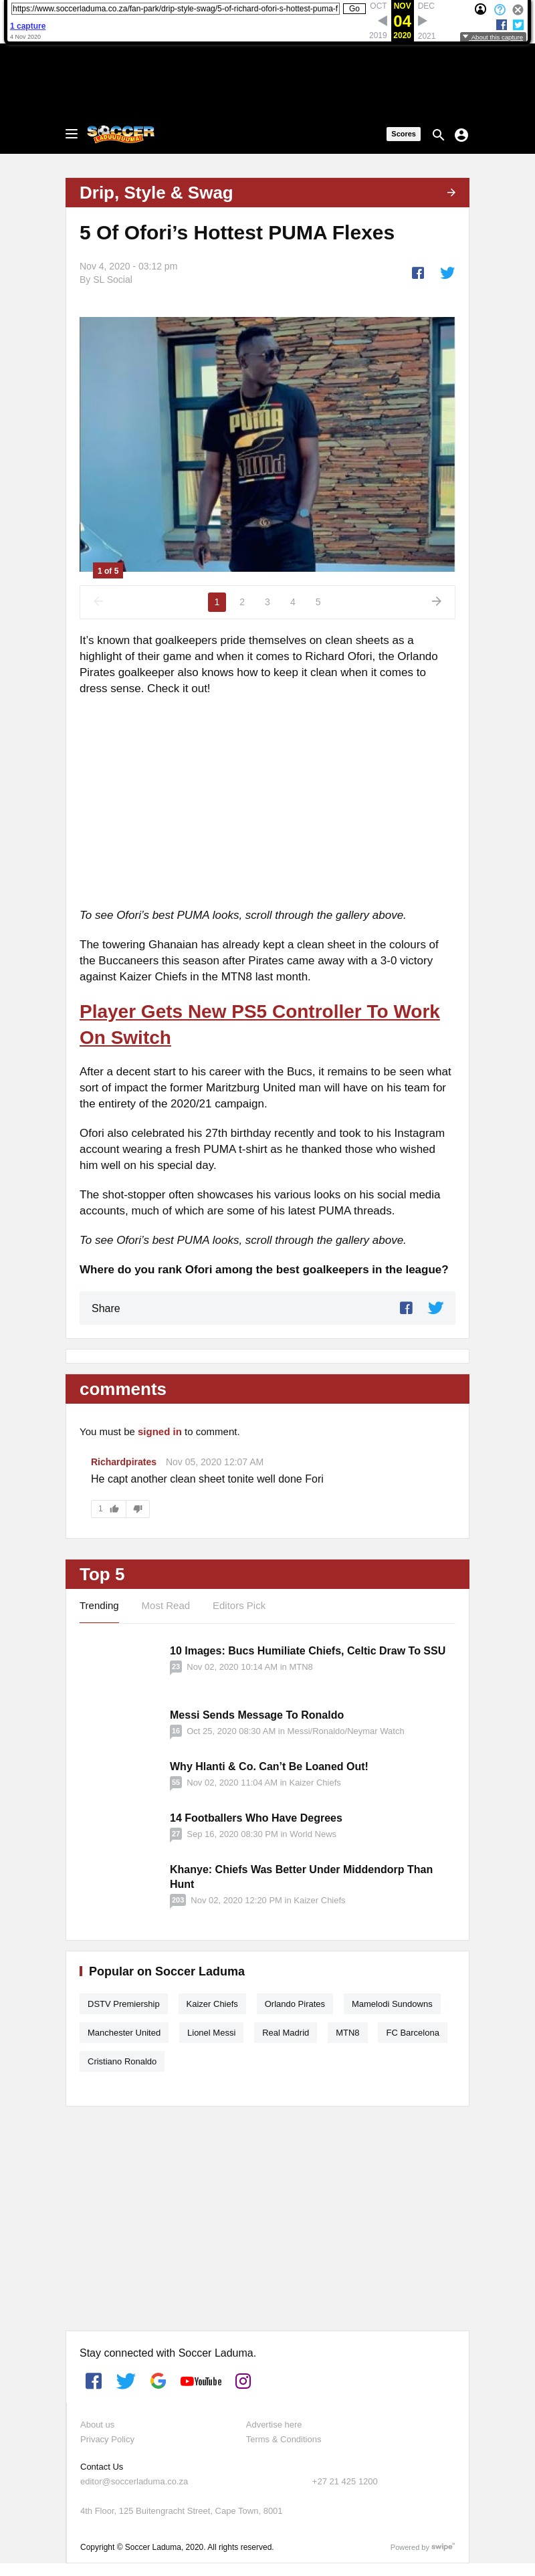 https://www.soccerladuma.co.za/fan-park/drip-style-swag/5-of-richard-ofori-s-hottest-puma-f
Go
OCT NOV DEC
04
2019 2020 2021
1 capture
4 Nov 2020
About this capture
SOCCER
LADUUUUUMA
Scores
Drip, Style & Swag
5 Of Ofori’s Hottest PUMA Flexes
Nov 4, 2020 - 03:12 pm
By SL Social
PUMA
1 of 5
1 2 3 4 5
It’s known that goalkeepers pride themselves on clean sheets as a
highlight of their game and when it comes to Richard Ofori, the Orlando
Pirates goalkeeper also knows how to keep it clean when it comes to
dress sense. Check it out!
To see Ofori’s best PUMA looks, scroll through the gallery above.
The towering Ghanaian has already kept a clean sheet in the colours of
the Buccaneers this season after Pirates came away with a 3-0 victory
against Kaizer Chiefs in the MTN8 last month.
Player Gets New PS5 Controller To Work
On Switch
After a decent start to his career with the Bucs, it remains to be seen what
sort of impact the former Maritzburg United man will have on his team for
the entirety of the 2020/21 campaign.
Ofori also celebrated his 27th birthday recently and took to his Instagram
account wearing a fresh PUMA t-shirt as he thanked those who wished
him well on his special day.
The shot-stopper often showcases his various looks on his social media
accounts, much of which are some of his latest PUMA threads.
To see Ofori’s best PUMA looks, scroll through the gallery above.
Where do you rank Ofori among the best goalkeepers in the league?
Share
comments
You must be signed in to comment.
Richardpirates Nov 05, 2020 12:07 AM
He capt another clean sheet tonite well done Fori
1
Top 5
Trending Most Read Editors Pick
10 Images: Bucs Humiliate Chiefs, Celtic Draw To SSU
23 Nov 02, 2020 10:14 AM in MTN8
Messi Sends Message To Ronaldo
16 Oct 25, 2020 08:30 AM in Messi/Ronaldo/Neymar Watch
Why Hlanti & Co. Can’t Be Loaned Out!
55 Nov 02, 2020 11:04 AM in Kaizer Chiefs
14 Footballers Who Have Degrees
27 Sep 16, 2020 08:30 PM in World News
Khanye: Chiefs Was Better Under Middendorp Than
Hunt
203 Nov 02, 2020 12:20 PM in Kaizer Chiefs
Popular on Soccer Laduma
DSTV Premiership Kaizer Chiefs Orlando Pirates Mamelodi Sundowns
Manchester United Lionel Messi Real Madrid MTN8 FC Barcelona
Cristiano Ronaldo
Stay connected with Soccer Laduma.
YouTube
About us Advertise here
Privacy Policy Terms & Conditions
Contact Us
editor@soccerladuma.co.za +27 21 425 1200
4th Floor, 125 Buitengracht Street, Cape Town, 8001
Copyright © Soccer Laduma, 2020. All rights reserved. Powered by swipe